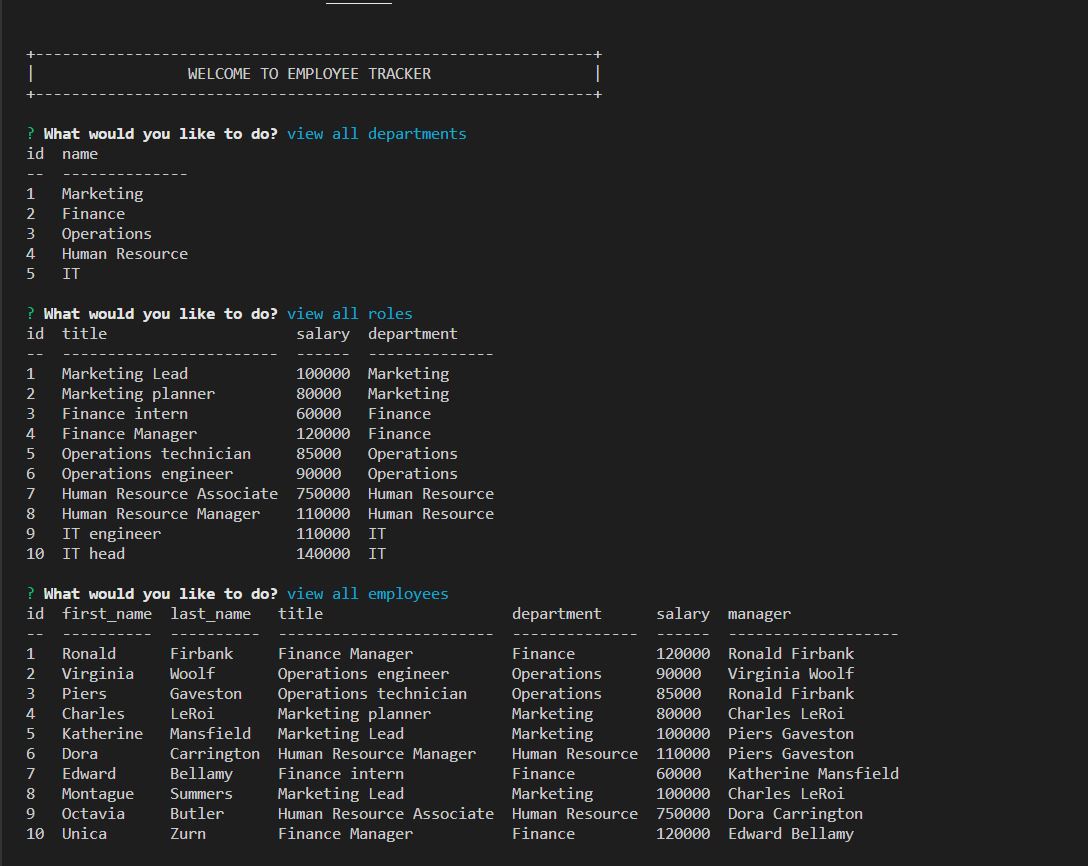 +--------------------------------------------------------------+
|                 WELCOME TO EMPLOYEE TRACKER                  |
+--------------------------------------------------------------+
? What would you like to do? view all departments
id  name
--  --------------
1   Marketing
2   Finance
3   Operations
4   Human Resource
5   IT
? What would you like to do? view all roles
id  title                     salary  department
--  ------------------------  ------  --------------
1   Marketing Lead            100000  Marketing
2   Marketing planner         80000   Marketing
3   Finance intern            60000   Finance
4   Finance Manager           120000  Finance
5   Operations technician     85000   Operations
6   Operations engineer       90000   Operations
7   Human Resource Associate  750000  Human Resource
8   Human Resource Manager    110000  Human Resource
9   IT engineer               110000  IT
10  IT head                   140000  IT
? What would you like to do? view all employees
id  first_name  last_name   title                     department      salary  manager
--  ----------  ----------  ------------------------  --------------  ------  -------------------
1   Ronald      Firbank     Finance Manager           Finance         120000  Ronald Firbank
2   Virginia    Woolf       Operations engineer       Operations      90000   Virginia Woolf
3   Piers       Gaveston    Operations technician     Operations      85000   Ronald Firbank
4   Charles     LeRoi       Marketing planner         Marketing       80000   Charles LeRoi
5   Katherine   Mansfield   Marketing Lead            Marketing       100000  Piers Gaveston
6   Dora        Carrington  Human Resource Manager    Human Resource  110000  Piers Gaveston
7   Edward      Bellamy     Finance intern            Finance         60000   Katherine Mansfield
8   Montague    Summers     Marketing Lead            Marketing       100000  Charles LeRoi
9   Octavia     Butler      Human Resource Associate  Human Resource  750000  Dora Carrington
10  Unica       Zurn        Finance Manager           Finance         120000  Edward Bellamy